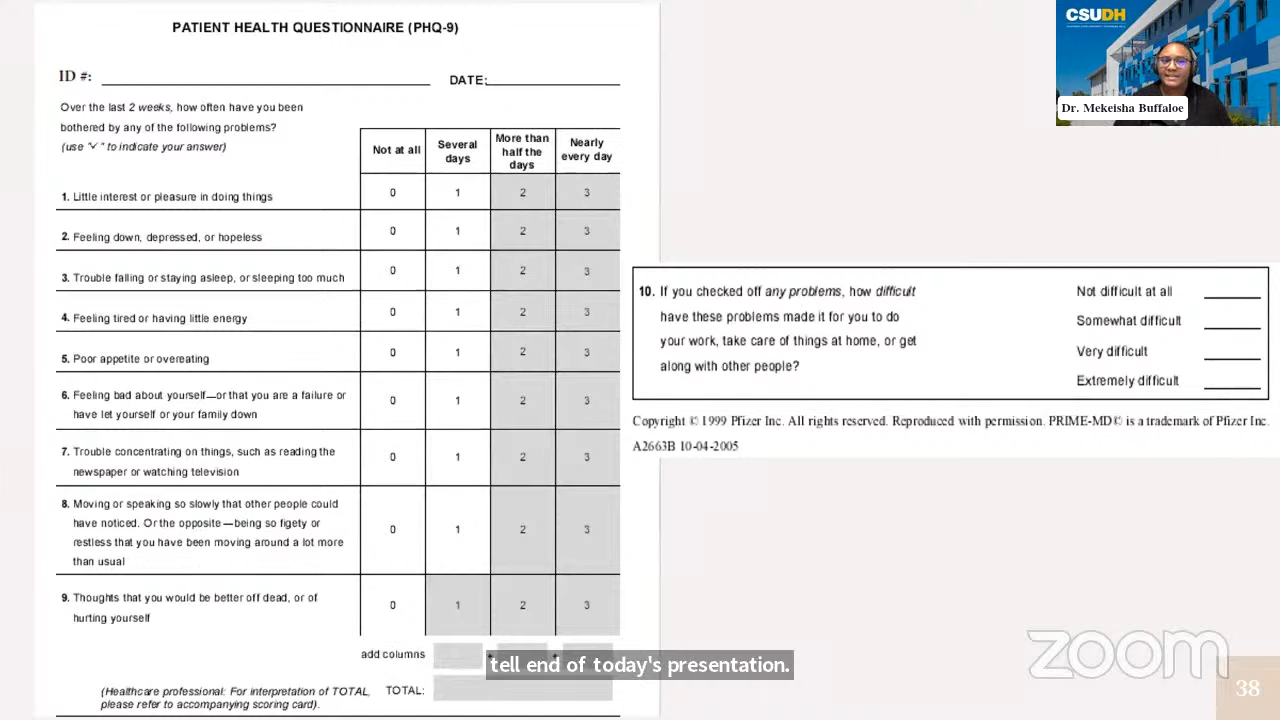 PATIENT HEALTH QUESTIONNAIRE (PHQ-9)
ID #:
DATE:
Over the last 2 weeks, how often have you been
bothered by any of the following problems?
(use "✓" to indicate your answer)
Not at all
Several
days
More than
half the
days
Nearly
every day
1. Little interest or pleasure in doing things
0 1 2 3
2. Feeling down, depressed, or hopeless
0 1 2 3
3. Trouble falling or staying asleep, or sleeping too much
0 1 2 3
4. Feeling tired or having little energy
0 1 2 3
5. Poor appetite or overeating
0 1 2 3
6. Feeling bad about yourself—or that you are a failure or
have let yourself or your family down
0 1 2 3
7. Trouble concentrating on things, such as reading the
newspaper or watching television
0 1 2 3
8. Moving or speaking so slowly that other people could
have noticed. Or the opposite—being so figety or
restless that you have been moving around a lot more
than usual
0 1 2 3
9. Thoughts that you would be better off dead, or of
hurting yourself
0 1 2 3
add columns
(Healthcare professional: For interpretation of TOTAL,
please refer to accompanying scoring card).
TOTAL:
10. If you checked off any problems, how difficult
have these problems made it for you to do
your work, take care of things at home, or get
along with other people?
Not difficult at all
Somewhat difficult
Very difficult
Extremely difficult
Copyright © 1999 Pfizer Inc. All rights reserved. Reproduced with permission. PRIME-MD© is a trademark of Pfizer Inc.
A2663B 10-04-2005
CSUDH
Dr. Mekeisha Buffaloe
tell end of today's presentation.
zoom
38